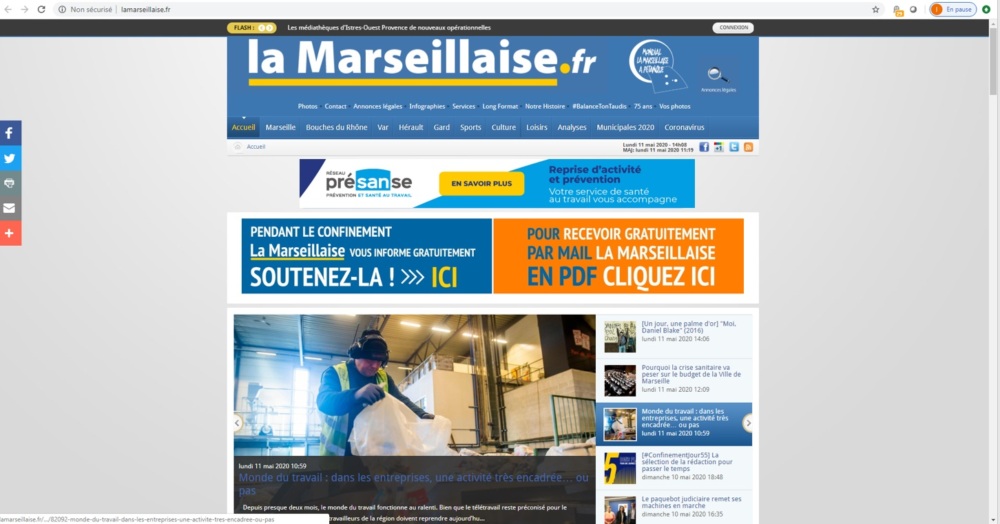 Non sécurisé | lamarseillaise.fr
29
I
En pause
FLASH :
Les médiathèques d'Istres-Ouest Provence de nouveaux opérationnelles
CONNEXION
la Marseillaise.fr
MONDIAL
LA MARSEILLAISE
A PETANQUE
Annonces légales
Photos Contact Annonces légales Infographies Services Long Format Notre Histoire #BalanceTonTaudis 75 ans Vos photos
Accueil Marseille Bouches du Rhône Var Hérault Gard Sports Culture Loisirs Analyses Municipales 2020 Coronavirus
Accueil
Lundi 11 mai 2020 - 14h08
MAJ: lundi 11 mai 2020 11:19
+1
RÉSEAU
présanse
PRÉVENTION ET SANTÉ AU TRAVAIL
EN SAVOIR PLUS
Reprise d'activité
et prévention
Votre service de santé
au travail vous accompagne
PENDANT LE CONFINEMENT
La Marseillaise VOUS INFORME GRATUITEMENT
SOUTENEZ-LA ! >>> ICI
POUR RECEVOIR GRATUITEMENT
PAR MAIL LA MARSEILLAISE
EN PDF CLIQUEZ ICI
lundi 11 mai 2020 10:59
Monde du travail : dans les entreprises, une activité très encadrée… ou
pas
Depuis presque deux mois, le monde du travail fonctionne au ralenti. Bien que le télétravail reste préconisé pour le
travailleurs de la région doivent reprendre aujourd'hu...
[Un jour, une palme d'or] "Moi,
Daniel Blake" (2016)
lundi 11 mai 2020 14:06
Pourquoi la crise sanitaire va
peser sur le budget de la Ville de
Marseille
lundi 11 mai 2020 12:09
Monde du travail : dans les
entreprises, une activité très
encadrée… ou pas
lundi 11 mai 2020 10:59
[#ConfinementJour55] La
sélection de la rédaction pour
passer le temps
dimanche 10 mai 2020 18:48
Le paquebot judiciaire remet ses
machines en marche
dimanche 10 mai 2020 16:35
lamarseillaise.fr/.../82092-monde-du-travail-dans-les-entreprises-une-activite-tres-encadree-ou-pas